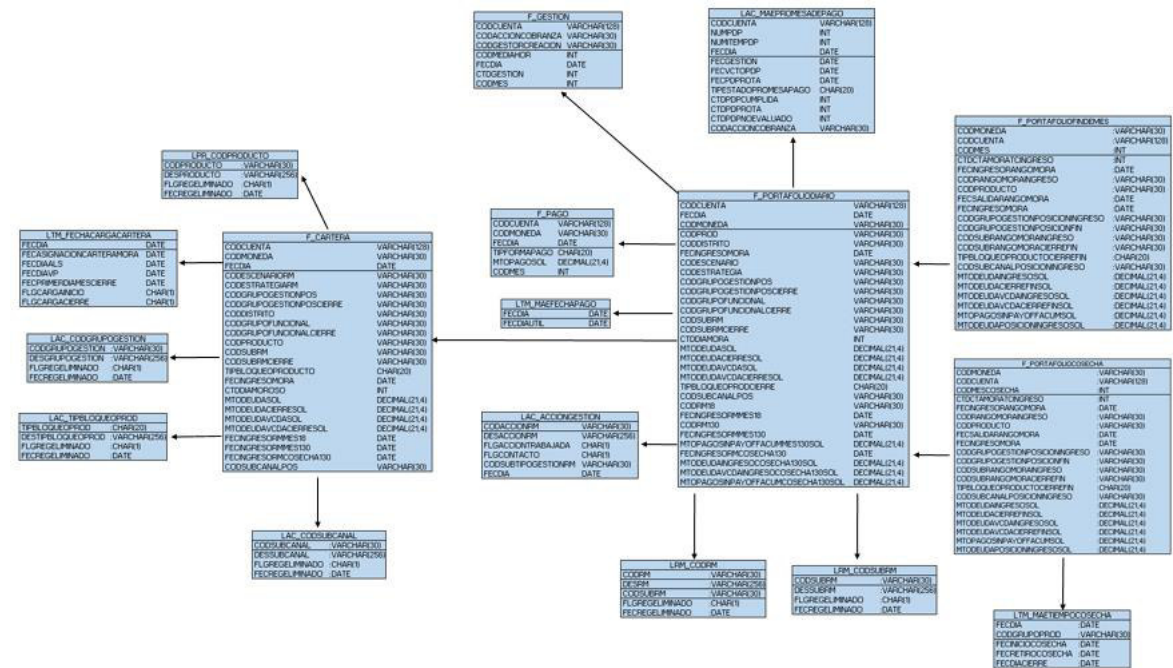 F_GESTION
CODCUENTA VARCHAR(128)
CODACCIONCOBRANZA VARCHAR(30)
CODGESTORCREACION VARCHAR(30)
CODMEDIAHOR INT
FECDIA DATE
CTDGESTION INT
CODMES INT
LAC_MAEPROMESADEPAGO
CODCUENTA VARCHAR(128)
NUMPDP INT
NUMITEMPDP INT
FECDIA DATE
FECGESTION DATE
FECVCTOPDP DATE
FECPDPROTA DATE
TIPESTADOPROMESAPAGO CHAR(20)
CTDPDPCUMPLIDA INT
CTDPDPROTA INT
CTDPDPNOEVALUADO INT
CODACCIONCOBRANZA VARCHAR(30)
F_PORTAFOLIOFINDEMES
CODMONEDA :VARCHAR(30)
CODCUENTA :VARCHAR(128)
CODMES :INT
CTDCTAMORATCINGRESO :INT
FECINGRESORANGOMORA :DATE
CODRANGOMORAINGRESO :VARCHAR(30)
CODPRODUCTO :VARCHAR(30)
FECSALIDARANGOMORA :DATE
FECINGRESOMORA :DATE
CODGRUPOGESTIONPOSICIONINGRESO :VARCHAR(30)
CODGRUPOGESTIONPOSICIONFIN :VARCHAR(30)
CODSUBRANGOMORAINGRESO :VARCHAR(30)
CODSUBRANGOMORACIERREFIN :VARCHAR(30)
TIPBLOQUEOPRODUCTOCIERREFIN :CHAR(20)
CODSUBCANALPOSICIONINGRESO :VARCHAR(30)
MTODEUDAINGRESOSOL :DECIMAL(21,4)
MTODEUDACIERREFINSOL :DECIMAL(21,4)
MTODEUDAVCDAINGRESOSOL :DECIMAL(21,4)
MTODEUDAVCDACIERREFINSOL :DECIMAL(21,4)
MTOPAGOSINPAYOFFACUMSOL :DECIMAL(21,4)
MTODEUDAPOSICIONINGRESOSOL :DECIMAL(21,4)
LPR_CODPRODUCTO
CODPRODUCTO :VARCHAR(30)
DESPRODUCTO :VARCHAR(256)
FLGREGELIMINADO :CHAR(1)
FECREGELIMINADO :DATE
F_PORTAFOLIODIARIO
CODCUENTA VARCHAR(128)
FECDIA DATE
CODMONEDA VARCHAR(30)
CODPROD VARCHAR(30)
CODDISTRITO VARCHAR(30)
FECINGRESOMORA DATE
CODESCENARIO VARCHAR(30)
CODESTRATEGIA VARCHAR(30)
CODGRUPOGESTIONPOS VARCHAR(30)
CODGRUPOGESTIONPOSCIERRE VARCHAR(30)
CODGRUPOFUNCIONAL VARCHAR(30)
CODGRUPOFUNCIONALCIERRE VARCHAR(30)
CODSUBRM VARCHAR(30)
CODSUBRMCIERRE VARCHAR(30)
CTDDIAMORA INT
MTODEUDASOL DECIMAL(21,4)
MTODEUDACIERESOL DECIMAL(21,4)
MTODEUDAVCDASOL DECIMAL(21,4)
MTODEUDAVCDACIERESOL DECIMAL(21,4)
TIPBLOQUEOPRODCIERRE CHAR(20)
CODSUBCANALPOS VARCHAR(30)
CODRM18 VARCHAR(30)
FECINGRESORMMES18 DATE
CODRM130 VARCHAR(30)
FECINGRESORMMES130 DATE
MTOPAGOSINPAYOFFACUMMES130SOL DECIMAL(21,4)
FECINGRESORMCOSECHA130 DATE
MTODEUDAINGRESOCOSECHA130SOL DECIMAL(21,4)
MTODEUDAVCDAINGRESOCOSECHA130SOL DECIMAL(21,4)
MTOPAGOSINPAYOFFACUMCOSECHA130SOL DECIMAL(21,4)
F_PAGO
CODCUENTA VARCHAR(128)
CODMONEDA VARCHAR(30)
FECDIA DATE
TIPFORMAPAGO CHAR(20)
MTOPAGOSOL DECIMAL(21,4)
CODMES INT
LTM_FECHACARGACARTERA
FECDIA DATE
FECASIGNACIONCARTERAMORA DATE
FECDIAALS DATE
FECDIAVP DATE
FECPRIMERDIAMESCIERRE DATE
FLGCARGAINICIO CHAR(1)
FLGCARGACIERRE CHAR(1)
F_CARTERA
CODCUENTA VARCHAR(128)
CODMONEDA VARCHAR(30)
FECDIA DATE
CODESCENARIORM VARCHAR(30)
CODESTRATEGIARM VARCHAR(30)
CODGRUPOGESTIONPOS VARCHAR(30)
CODGRUPOGESTIONPOSCIERRE VARCHAR(30)
CODDISTRITO VARCHAR(30)
CODGRUPOFUNCIONAL VARCHAR(30)
CODGRUPOFUNCIONALCIERRE VARCHAR(30)
CODPRODUCTO VARCHAR(30)
CODSUBRM VARCHAR(30)
CODSUBRMCIERRE VARCHAR(30)
TIPBLOQUEOPRODUCTO CHAR(20)
FECINGRESOMORA DATE
CTDDIAMOROSO INT
MTODEUDASOL DECIMAL(21,4)
MTODEUDACIERRESOL DECIMAL(21,4)
MTODEUDAVCDASOL DECIMAL(21,4)
MTODEUDAVCDACIERRESOL DECIMAL(21,4)
FECINGRESORMMES18 DATE
FECINGRESORMMES130 DATE
FECINGRESORMCOSECHA130 DATE
CODSUBCANALPOS VARCHAR(30)
LTM_MAEFECHAPAGO
FECDIA DATE
FECDIAUTIL DATE
LAC_CODGRUPOGESTION
CODGRUPOGESTION :VARCHAR(30)
DESGRUPOGESTION :VARCHAR(256)
FLGREGELIMINADO :CHAR(1)
FECREGELIMINADO :DATE
F_PORTAFOLIOCOSECHA
CODMONEDA :VARCHAR(30)
CODCUENTA :VARCHAR(128)
CODMESCOSECHA :INT
CTDCTAMORATCINGRESO :INT
FECINGRESORANGOMORA :DATE
CODRANGOMORAINGRESO :VARCHAR(30)
CODPRODUCTO :VARCHAR(30)
FECSALIDARANGOMORA :DATE
FECINGRESOMORA :DATE
CODGRUPOGESTIONPOSICIONINGRESO :VARCHAR(30)
CODGRUPOGESTIONPOSICIONFIN :VARCHAR(30)
CODSUBRANGOMORAINGRESO :VARCHAR(30)
CODSUBRANGOMORACIERREFIN :VARCHAR(30)
TIPBLOQUEOPRODUCTOCIERREFIN :CHAR(20)
CODSUBCANALPOSICIONINGRESO :VARCHAR(30)
MTODEUDAINGRESOSOL :DECIMAL(21,4)
MTODEUDACIERREFINSOL :DECIMAL(21,4)
MTODEUDAVCDAINGRESOSOL :DECIMAL(21,4)
MTODEUDAVCDACIERREFINSOL :DECIMAL(21,4)
MTOPAGOSINPAYOFFACUMSOL :DECIMAL(21,4)
MTODEUDAPOSICIONINGRESOSOL :DECIMAL(21,4)
LAC_TIPBLOQUEOPROD
TIPBLOQUEOPROD :CHAR(20)
DESTIPBLOQUEOPROD :VARCHAR(256)
FLGREGELIMINADO :CHAR(1)
FECREGELIMINADO :DATE
LAC_ACCIONGESTION
CODACCIONRM VARCHAR(30)
DESACCIONRM VARCHAR(256)
FLGACCIONTRABAJADA CHAR(1)
FLGCONTACTO CHAR(1)
CODSUBTIPOGESTIONRM VARCHAR(30)
FECDIA DATE
LAC_CODSUBCANAL
CODSUBCANAL :VARCHAR(30)
DESSUBCANAL :VARCHAR(256)
FLGREGELIMINADO :CHAR(1)
FECREGELIMINADO :DATE
LRM_CODRM
CODRM :VARCHAR(30)
DESRM :VARCHAR(256)
CODSUBRM :VARCHAR(30)
FLGREGELIMINADO :CHAR(1)
FECREGELIMINADO :DATE
LRM_CODSUBRM
CODSUBRM :VARCHAR(30)
DESSUBRM :VARCHAR(256)
FLGREGELIMINADO :CHAR(1)
FECREGELIMINADO :DATE
LTM_MAETIEMPOCOSECHA
FECDIA :DATE
CODGRUPOPROD :VARCHAR(30)
FECINICIOCOSECHA :DATE
FECRETIROCOSECHA :DATE
FECDIACIERRE :DATE